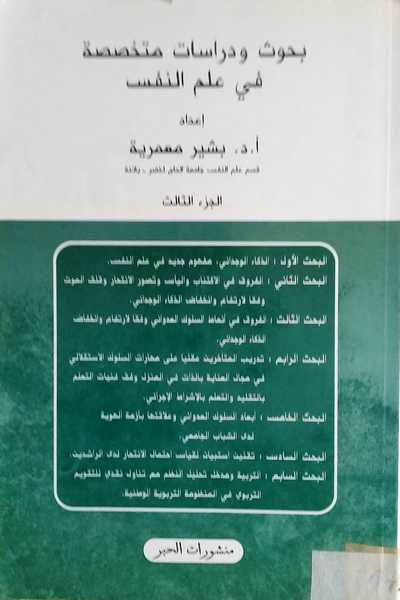 بحوث ودراسات متخصصة
في علم النفس
إعداد
أ.د. بشير معمرية
قسم علم النفس، جامعة الحاج لخضر - باتنة
الجزء الثالث
البحث الأول : الذكاء الوجداني، مفهوم جديد في علم النفس.
البحث الثاني : الفروق في الاكتئاب واليأس وتصور الانتحار وقلق الموت
وفقا لارتفاع وانخفاض الذكاء الوجداني.
البحث الثالث : الفروق في أنماط السلوك العدواني وفقا لارتفاع وانخفاض
الذكاء الوجداني.
البحث الرابع : تدريب المتأخرين عقليا على مهارات السلوك الاستقلالي
في مجال العناية بالذات في المنزل وفق فنيات التعلم
بالتقليد والتعلم بالإشراط الإجرائي.
البحث الخامس : أبعاد السلوك العدواني وعلاقتها بأزمة الهوية
لدى الشباب الجامعي.
البحث السادس : تقنين استبيان لقياس احتمال الانتحار لدى الراشدين.
البحث السابع : التربية ومدخل تحليل النظم مع تناول نقدي للتقويم
التربوي في المنظومة التربوية الوطنية.
منشورات الحبر